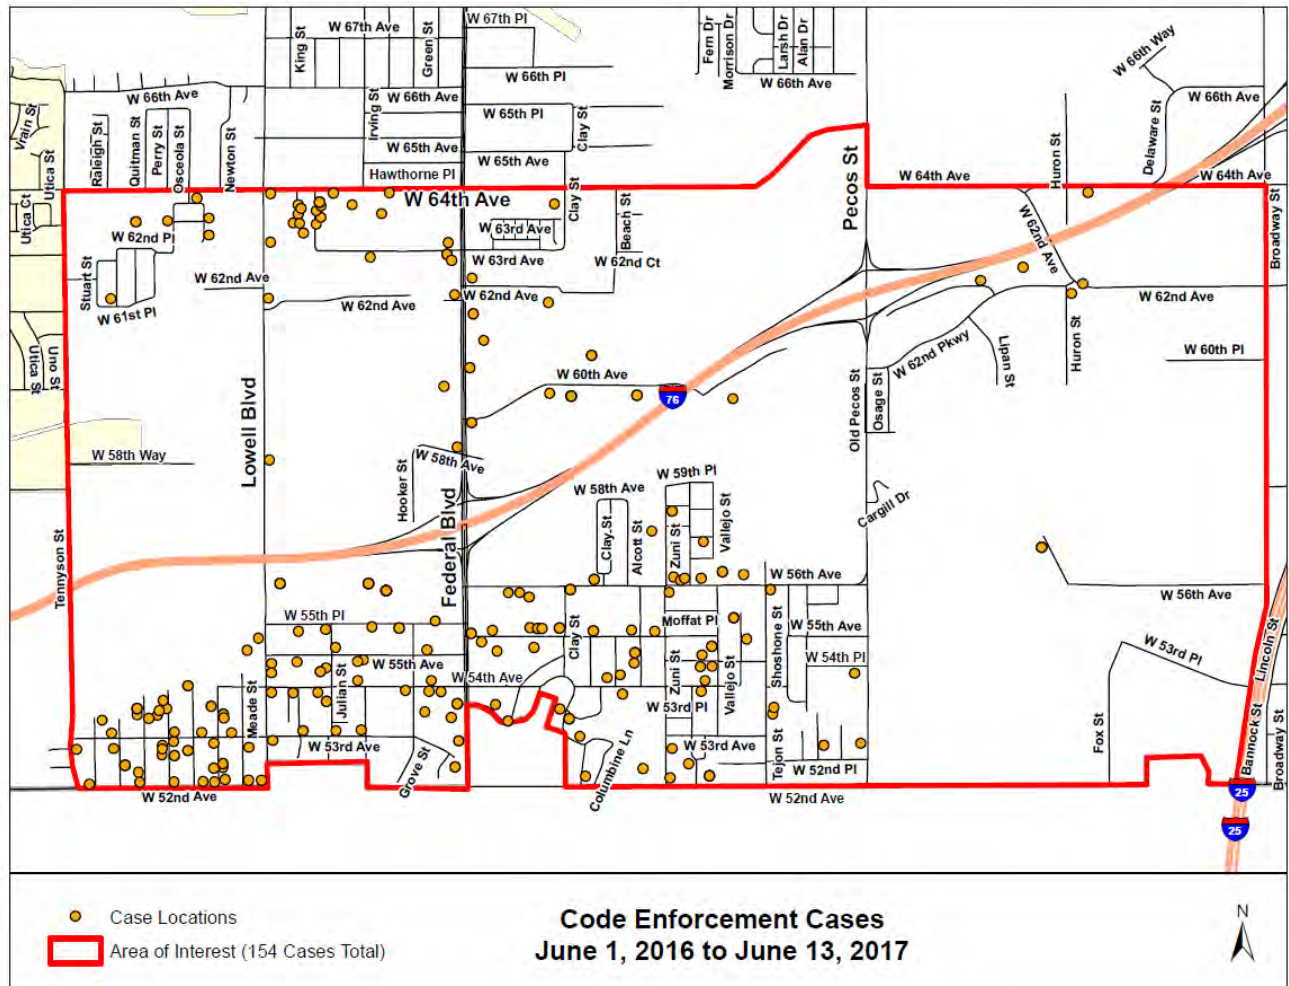 W 67th Pl
W 67th Ave
King St
Green St
Fern Dr
Morrison Dr
Larsh Dr
Alan Dr
W 66th Way
W 66th Pl
W 66th Ave
W 66th Ave
W 66th Ave
W 66th Ave
Vrain St
Utica St
Raleigh St
Quitman St
Perry St
Osceola St
Newton St
Irving St
W 65th Pl
Clay St
W 65th Ave
W 65th Ave
Hawthorne Pl
Huron St
Delaware St
Pecos St
W 64th Ave
W 64th Ave
W 64th Ave
Utica Ct
Clay St
Beach St
W 62nd Pl
W 63rd Ave
W 63rd Ave
W 62nd Ct
W 62nd Ave
Broadway St
Stuart St
W 62nd Ave
W 62nd Ave
W 62nd Ave
W 62nd Ave
W 61st Pl
Utica St
Uno St
W 62nd Pkwy
Lipan St
Huron St
W 60th Pl
W 60th Ave
76
Lowell Blvd
Old Pecos St
Osage St
W 58th Way
W 58th Ave
Hooker St
W 59th Pl
W 58th Ave
Cargill Dr
Federal Blvd
Clay St
Alcott St
Zuni St
Vallejo St
Tennyson St
W 56th Ave
W 56th Ave
W 55th Pl
Moffat Pl
W 55th Ave
Clay St
Shoshone St
W 54th Pl
W 53rd Pl
Lincoln St
W 55th Ave
W 54th Ave
Julian St
Meade St
Zuni St
Vallejo St
W 53rd Pl
W 53rd Ave
W 53rd Ave
Grove St
Columbine Ln
Tejon St
W 52nd Pl
Fox St
Bannock St
Broadway St
W 52nd Ave
W 52nd Ave
25
25
Case Locations
Area of Interest (154 Cases Total)
Code Enforcement Cases
June 1, 2016 to June 13, 2017
N